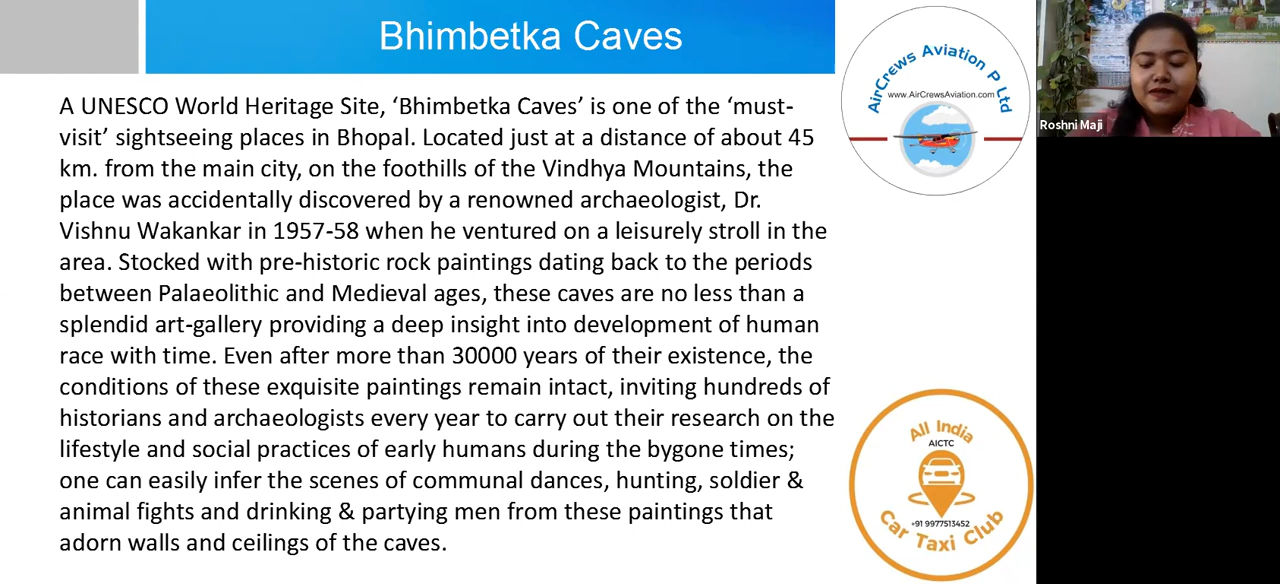 Bhimbetka Caves
A UNESCO World Heritage Site, ‘Bhimbetka Caves’ is one of the ‘must-
visit’ sightseeing places in Bhopal. Located just at a distance of about 45
km. from the main city, on the foothills of the Vindhya Mountains, the
place was accidentally discovered by a renowned archaeologist, Dr.
Vishnu Wakankar in 1957-58 when he ventured on a leisurely stroll in the
area. Stocked with pre-historic rock paintings dating back to the periods
between Palaeolithic and Medieval ages, these caves are no less than a
splendid art-gallery providing a deep insight into development of human
race with time. Even after more than 30000 years of their existence, the
conditions of these exquisite paintings remain intact, inviting hundreds of
historians and archaeologists every year to carry out their research on the
lifestyle and social practices of early humans during the bygone times;
one can easily infer the scenes of communal dances, hunting, soldier &
animal fights and drinking & partying men from these paintings that
adorn walls and ceilings of the caves.
AirCrews Aviation P Ltd
www.AirCrewsAviation.com
All India
AICTC
+91 9977513452
Car Taxi Club
Roshni Maji